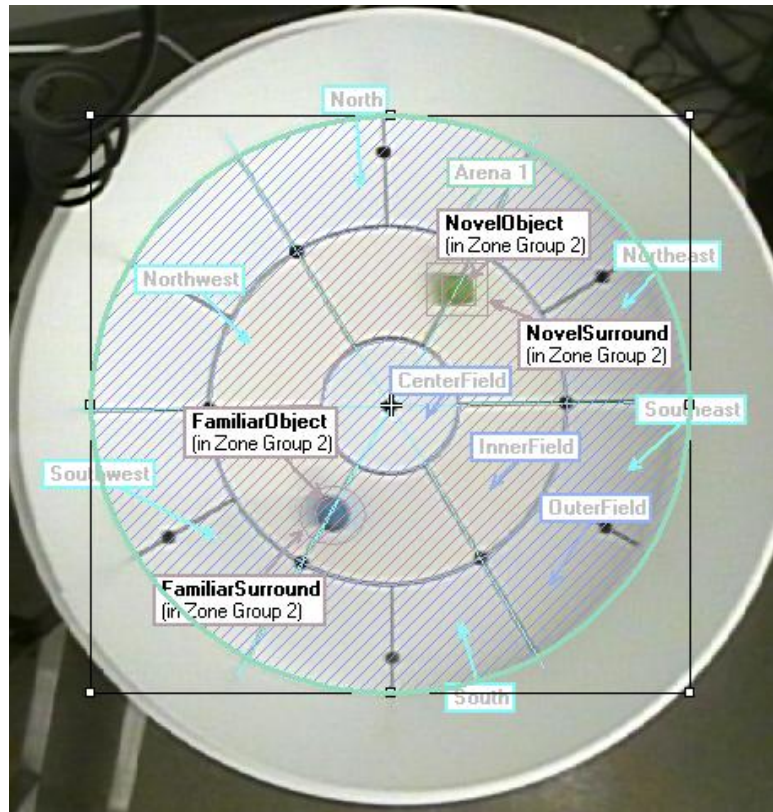 North
Arena 1
NovelObject
(in Zone Group 2)
Northeast
Northwest
NovelSurround
(in Zone Group 2)
CenterField
FamiliarObject
(in Zone Group 2)
Southeast
InnerField
Southwest
OuterField
FamiliarSurround
(in Zone Group 2)
South